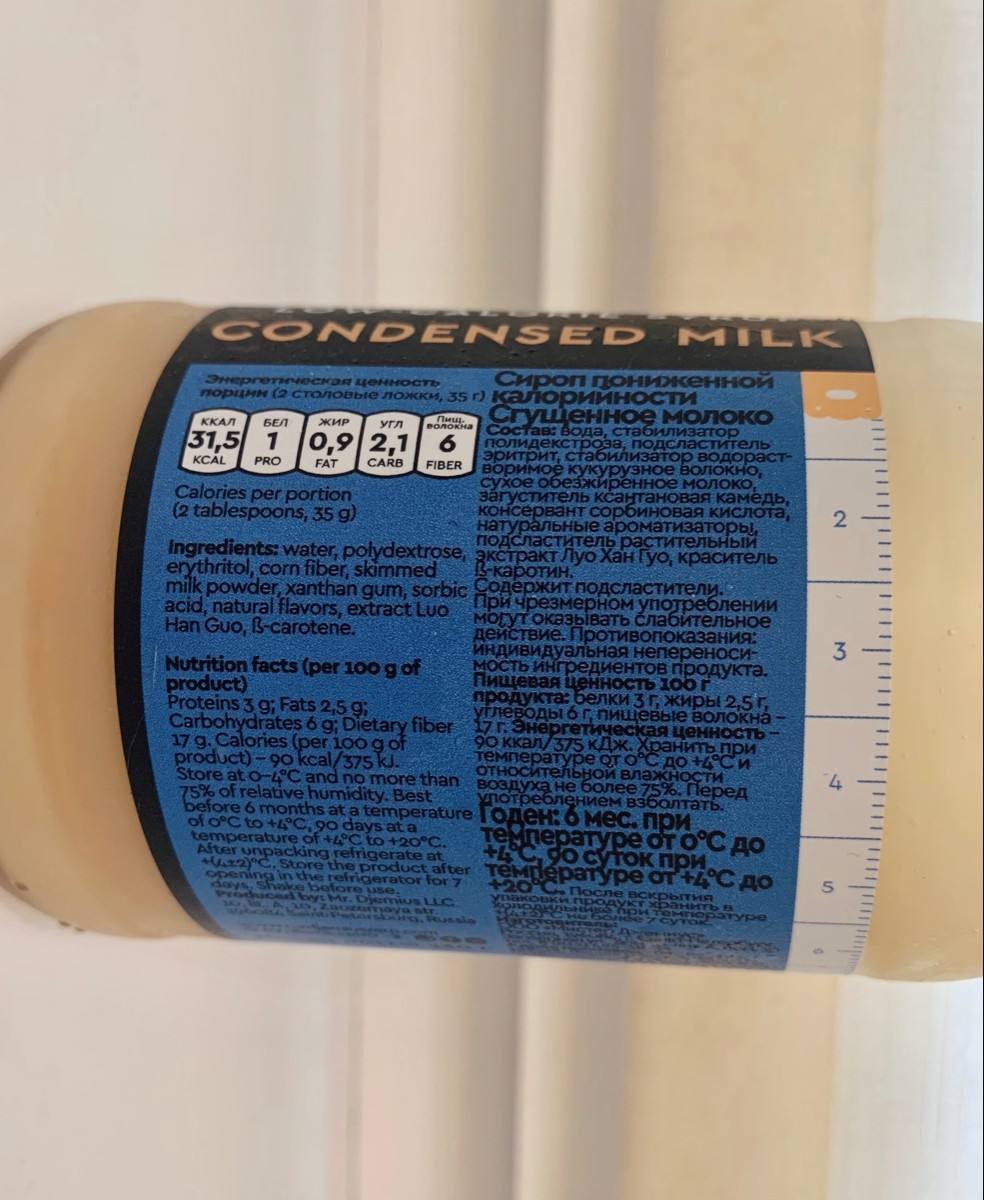 CONDENSED MILK
Энергетическая ценность
порции (2 столовые ложки, 35 г)
ККАЛ БЕЛ ЖИР УГЛ Пищ. волокна
31,5 1 0,9 2,1 6
KCAL PRO FAT CARB FIBER
Calories per portion
(2 tablespoons, 35 g)
Ingredients: water, polydextrose,
erythritol, corn fiber, skimmed
milk powder, xanthan gum, sorbic
acid, natural flavors, extract Luo
Han Guo, ß-carotene.
Nutrition facts (per 100 g of
product)
Proteins 3 g; Fats 2,5 g;
Carbohydrates 6 g; Dietary fiber
17 g. Calories (per 100 g of
product) – 90 kcal/375 kJ.
Store at 0–4°C and no more than
75% of relative humidity. Best
before 6 months at a temperature
of 0°C to +4°C, 90 days at a
temperature of +4°C to +20°C.
After unpacking refrigerate at
+(4±2)°C. Store the product after
opening in the refrigerator for 7
days. Shake before use.
Produced by: Mr. Djemius LLC
Zaozernaya str.
Saint-Petersburg, Russia
Сироп пониженной
калорийности
Сгущенное молоко
Состав: вода, стабилизатор
полидекстроза, подсластитель
эритрит, стабилизатор водораст-
воримое кукурузное волокно,
сухое обезжиренное молоко,
загуститель ксантановая камедь,
консервант сорбиновая кислота,
натуральные ароматизаторы,
подсластитель растительный
экстракт Луо Хан Гуо, краситель
ß-каротин.
Содержит подсластители.
При чрезмерном употреблении
могут оказывать слабительное
действие. Противопоказания:
индивидуальная непереноси-
мость ингредиентов продукта.
Пищевая ценность 100 г
продукта: белки 3 г, жиры 2,5 г,
углеводы 6 г, пищевые волокна –
17 г. Энергетическая ценность –
90 ккал/375 кДж. Хранить при
температуре от 0°С до +4°С и
относительной влажности
воздуха не более 75%. Перед
употреблением взболтать.
Годен: 6 мес. при
температуре от 0°С до
+4°С, 90 суток при
температуре от +4°С до
+20°С. После вскрытия
упаковки продукт хранить в
холодильнике при температуре
+(4±2)°С не более 7 суток.
2
3
4
5
6